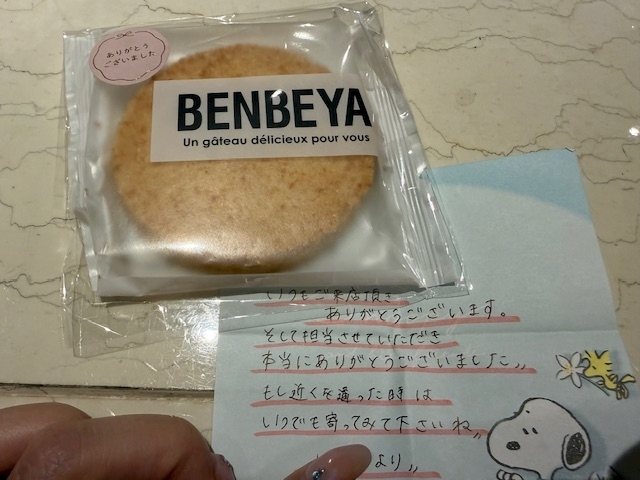 ありがとう
ございました
BENBEYA
Un gâteau délicieux pour vous
いつもご来店頂き
ありがとうございます。
そして担当させていただき
本当にありがとうございました〃
もし近くを通った時は
いつでも寄ってみて下さいね〃
より〃